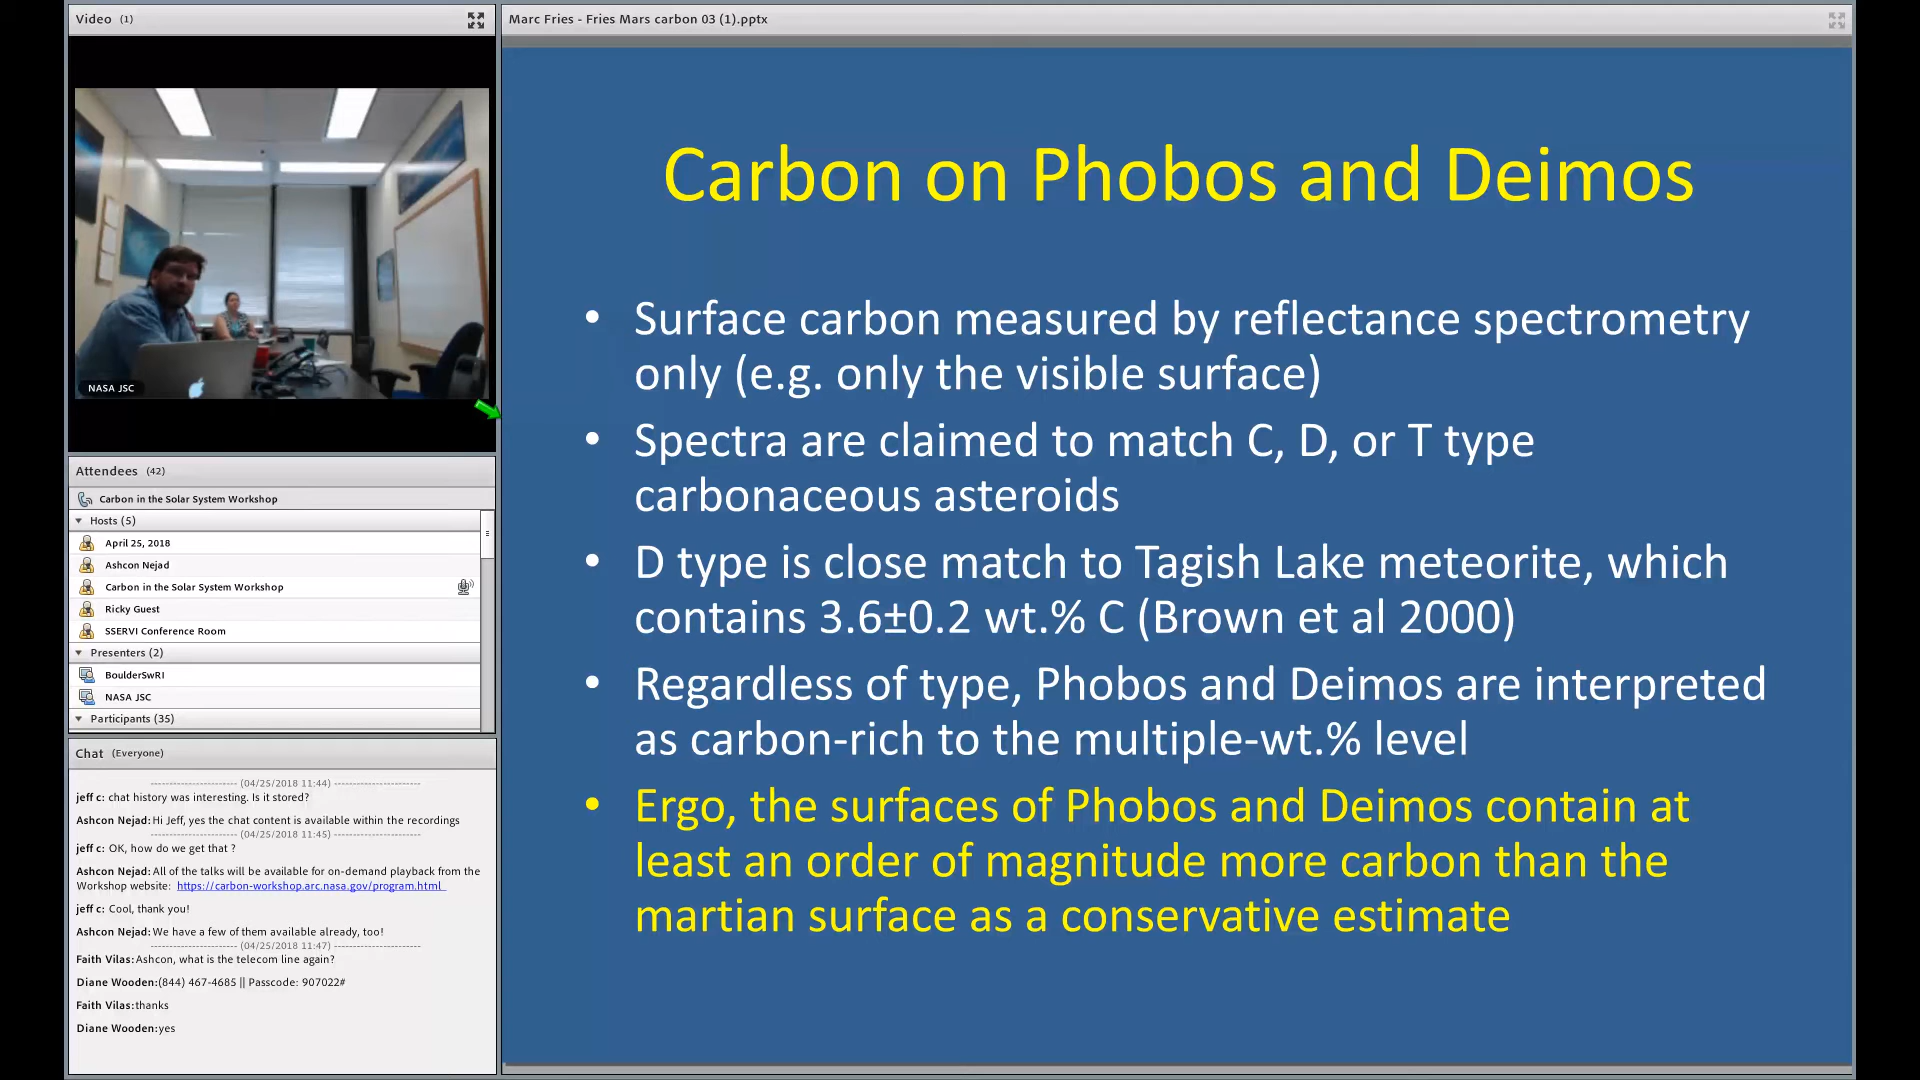 Video (1)
NASA JSC
Attendees (42)
Carbon in the Solar System Workshop
Hosts (5)
April 25, 2018
Ashcon Nejad
Carbon in the Solar System Workshop
Ricky Guest
SSERVI Conference Room
Presenters (2)
BoulderSwRI
NASA JSC
Participants (35)
Chat (Everyone)
----------------------- (04/25/2018 11:44) -----------------------
jeff c: chat history was interesting. Is it stored?
Ashcon Nejad: Hi Jeff, yes the chat content is available within the recordings
----------------------- (04/25/2018 11:45) -----------------------
jeff c: OK, how do we get that ?
Ashcon Nejad: All of the talks will be available for on-demand playback from the
Workshop website: https://carbon-workshop.arc.nasa.gov/program.html
jeff c: Cool, thank you!
Ashcon Nejad: We have a few of them available already, too!
----------------------- (04/25/2018 11:47) -----------------------
Faith Vilas: Ashcon, what is the telecom line again?
Diane Wooden: (844) 467-4685 || Passcode: 907022#
Faith Vilas: thanks
Diane Wooden: yes
Marc Fries - Fries Mars carbon 03 (1).pptx
Carbon on Phobos and Deimos
• Surface carbon measured by reflectance spectrometry
only (e.g. only the visible surface)
• Spectra are claimed to match C, D, or T type
carbonaceous asteroids
• D type is close match to Tagish Lake meteorite, which
contains 3.6±0.2 wt.% C (Brown et al 2000)
• Regardless of type, Phobos and Deimos are interpreted
as carbon-rich to the multiple-wt.% level
• Ergo, the surfaces of Phobos and Deimos contain at
least an order of magnitude more carbon than the
martian surface as a conservative estimate